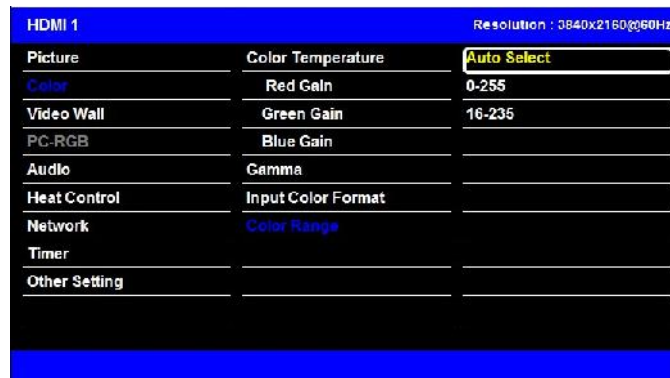 HDMI 1
Resolution : 3840x2160@60Hz
Picture
Color
Video Wall
PC-RGB
Audio
Heat Control
Network
Timer
Other Setting
Color Temperature
Red Gain
Green Gain
Blue Gain
Gamma
Input Color Format
Color Range
Auto Select
0-255
16-235